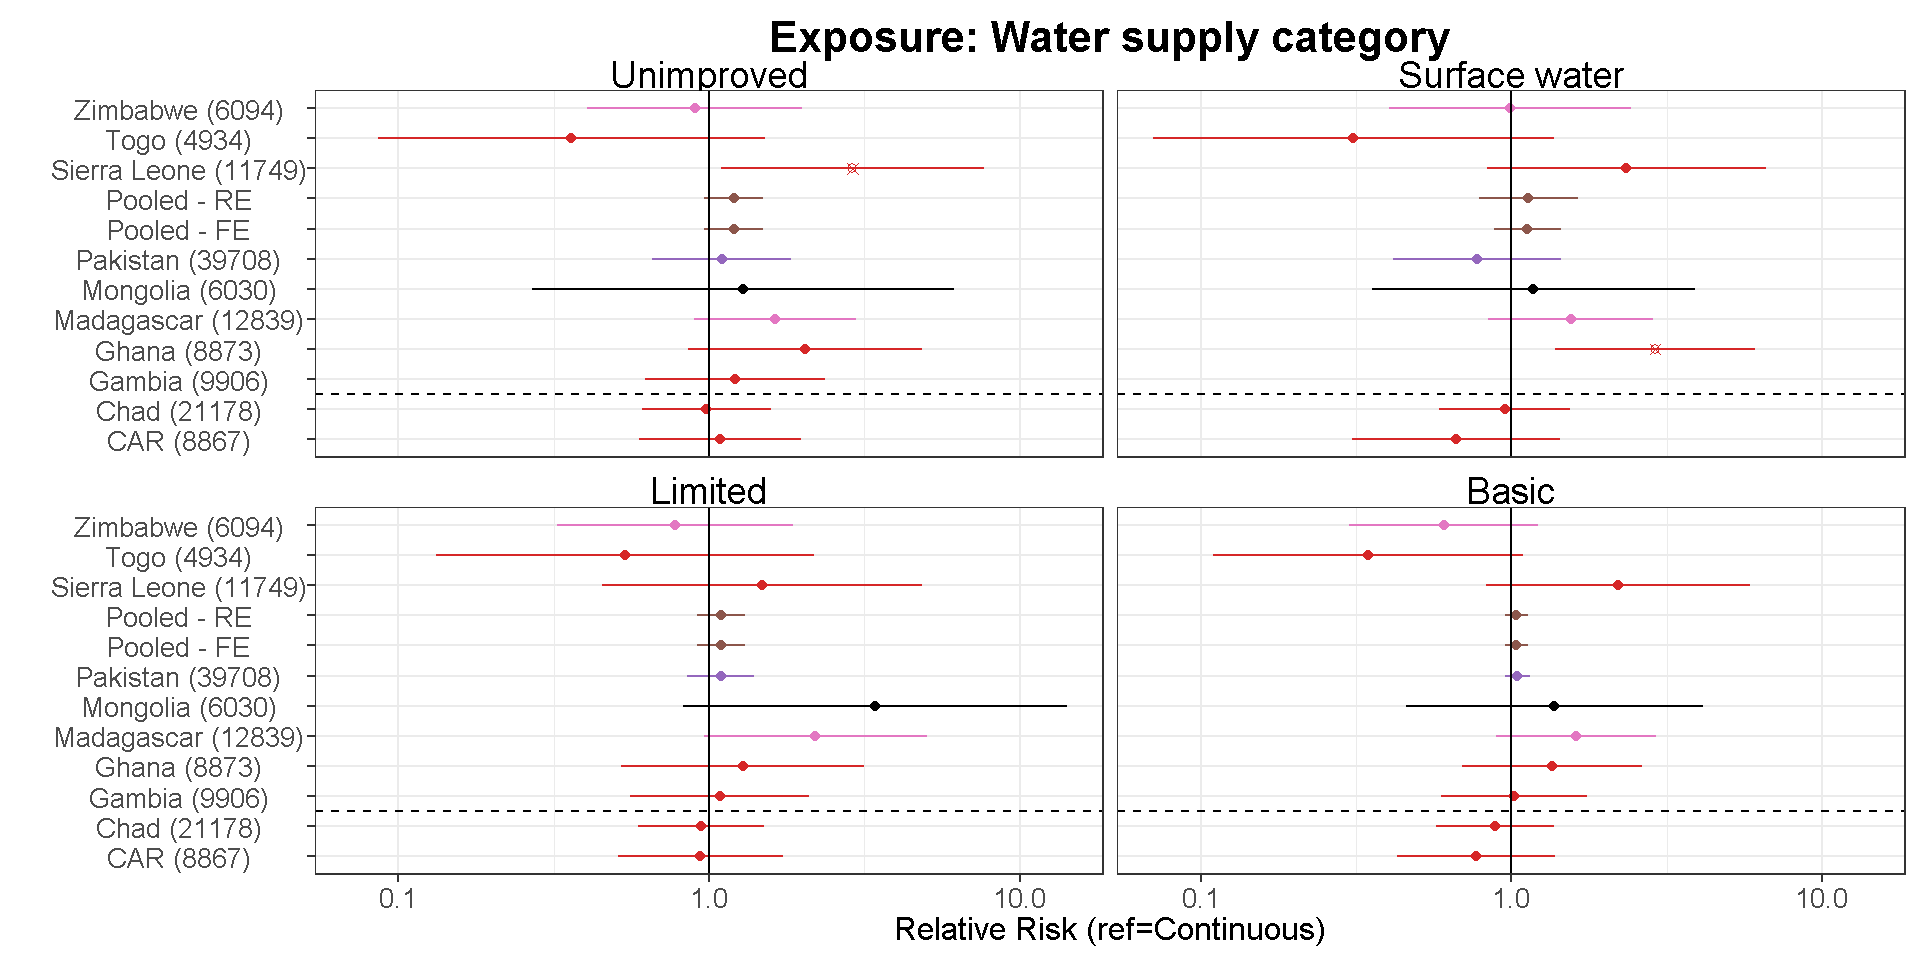 Exposure: Water supply category
Unimproved
Surface water
Zimbabwe (6094)
Togo (4934)
Sierra Leone (11749)
Pooled - RE
Pooled - FE
Pakistan (39708)
Mongolia (6030)
Madagascar (12839)
Ghana (8873)
Gambia (9906)
Chad (21178)
CAR (8867)
Limited
Basic
Zimbabwe (6094)
Togo (4934)
Sierra Leone (11749)
Pooled - RE
Pooled - FE
Pakistan (39708)
Mongolia (6030)
Madagascar (12839)
Ghana (8873)
Gambia (9906)
Chad (21178)
CAR (8867)
0.1 1.0 10.0 0.1 1.0 10.0
Relative Risk (ref=Continuous)